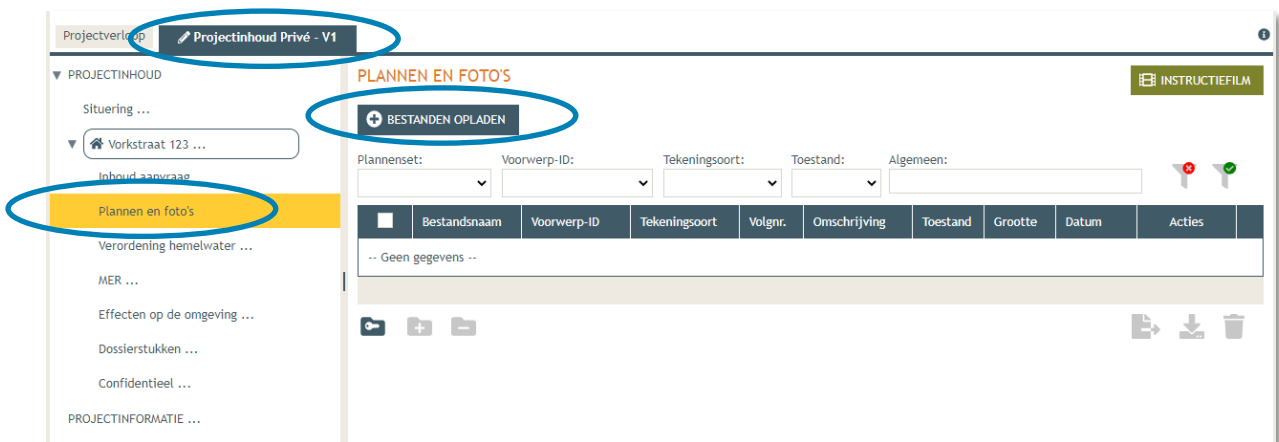 Projectverloop
Projectinhoud Privé - V1
PROJECTINHOUD
Situering ...
Vorkstraat 123 ...
Inhoud aanvraag
Plannen en foto's
Verordening hemelwater ...
MER ...
Effecten op de omgeving ...
Dossierstukken ...
Confidentieel ...
PROJECTINFORMATIE ...
PLANNEN EN FOTO'S
INSTRUCTIEFILM
BESTANDEN OPLADEN
Plannenset: Voorwerp-ID: Tekeningsoort: Toestand: Algemeen:
Bestandsnaam Voorwerp-ID Tekeningsoort Volgnr. Omschrijving Toestand Grootte Datum Acties
-- Geen gegevens --